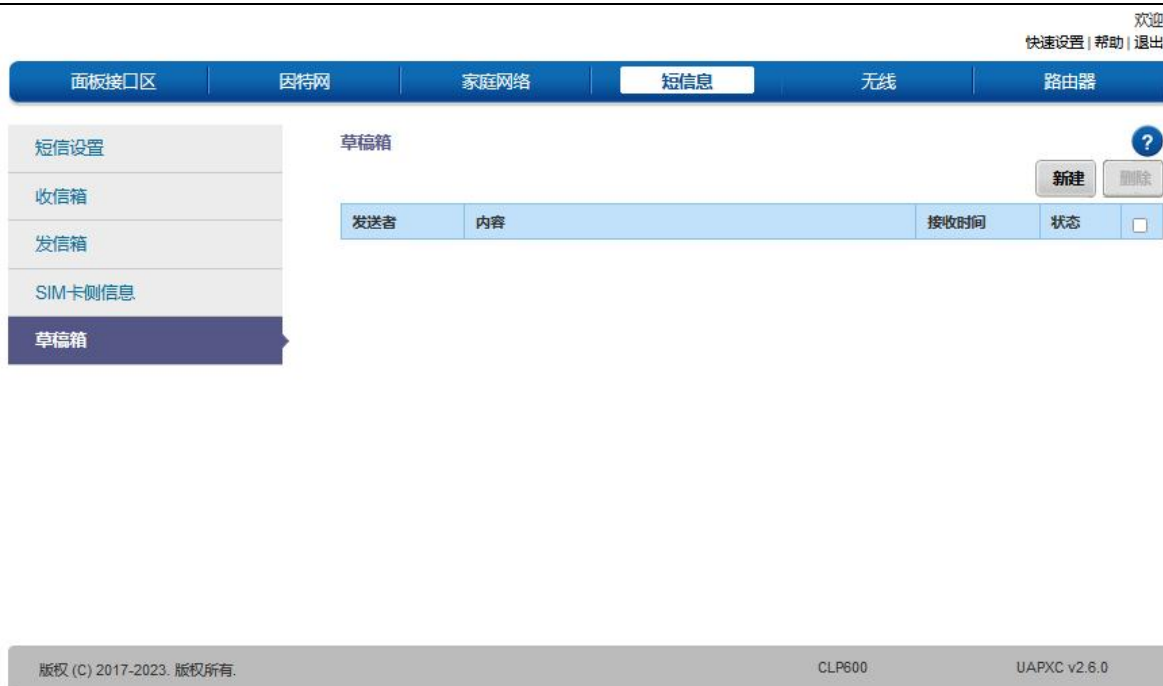 欢迎
快速设置 | 帮助 | 退出
面板接口区 因特网 家庭网络 短信息 无线 路由器
短信设置
收信箱
发信箱
SIM卡侧信息
草稿箱
草稿箱
?
新建 删除
发送者 内容 接收时间 状态
版权 (C) 2017-2023. 版权所有. CLP600 UAPXC v2.6.0